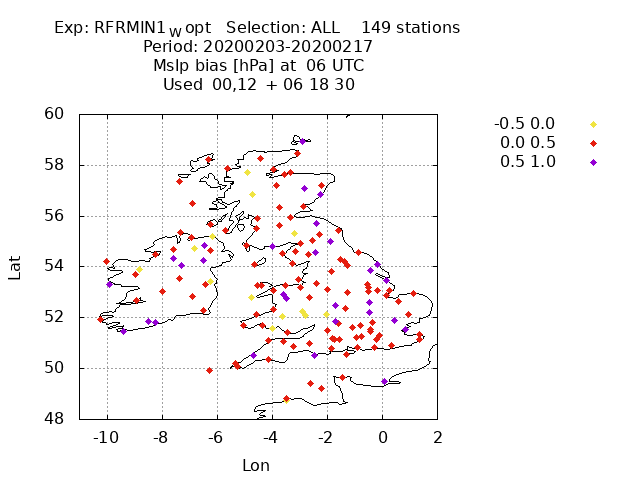 Exp: RFRMIN1_W opt   Selection: ALL    149 stations
Period: 20200203-20200217
Mslp bias [hPa] at  06 UTC
Used  00,12  + 06 18 30
-0.5 0.0
0.0 0.5
0.5 1.0
60
58
56
54
52
50
48
Lat
-10 -8 -6 -4 -2 0 2
Lon